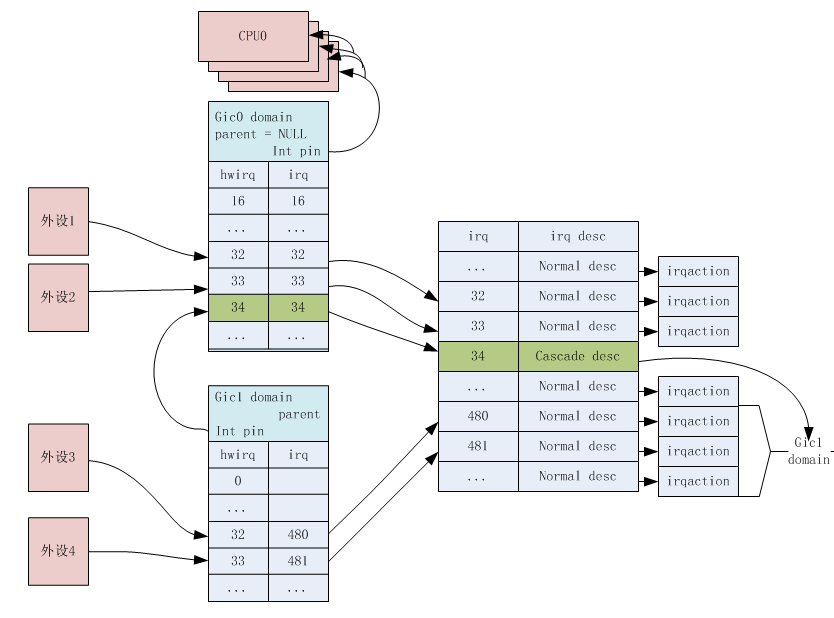 CPU0
Gic0 domain
parent = NULL
Int pin
hwirq irq
16 16
... ...
32 32
33 33
34 34
... ...
外设1
外设2
Gic1 domain
parent
Int pin
hwirq irq
0
...
32 480
33 481
... ...
外设3
外设4
irq irq desc
... Normal desc
32 Normal desc
33 Normal desc
34 Cascade desc
... Normal desc
480 Normal desc
481 Normal desc
... Normal desc
irqaction
irqaction
irqaction
irqaction
irqaction
irqaction
irqaction
Gic1
domain